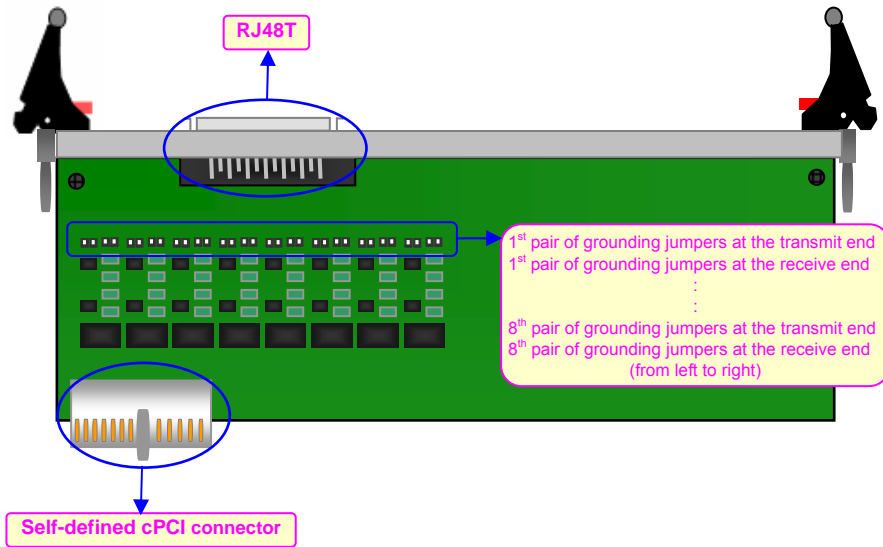 RJ48T
1st pair of grounding jumpers at the transmit end
1st pair of grounding jumpers at the receive end
:
:
8th pair of grounding jumpers at the transmit end
8th pair of grounding jumpers at the receive end
(from left to right)
Self-defined cPCI connector